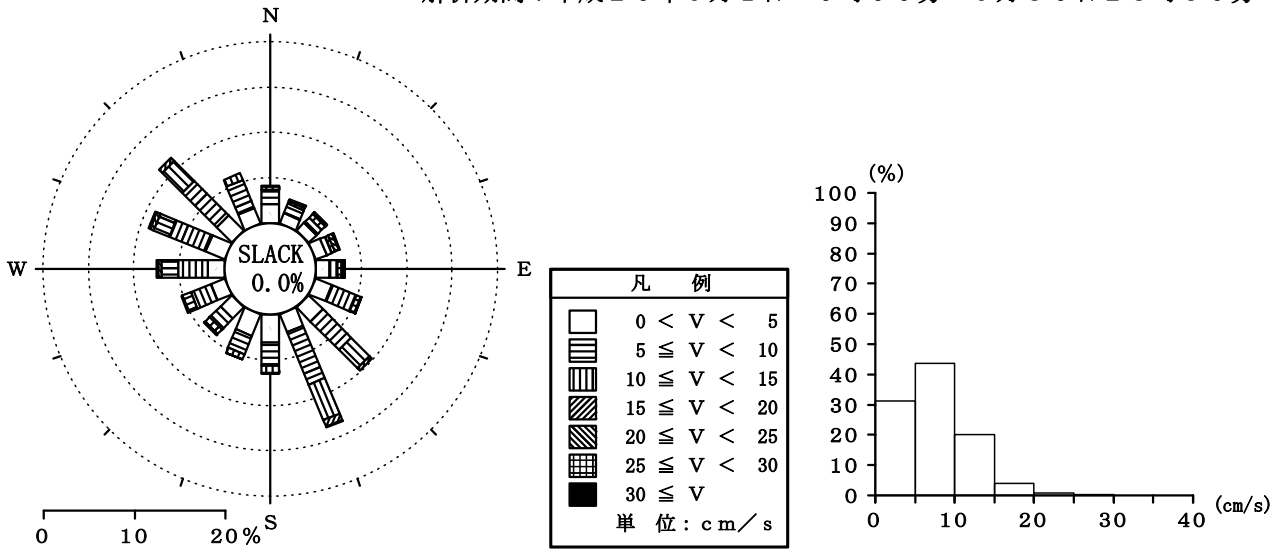 N
W
E
S
SLACK
0.0%
0 10 20%
凡 例
0 < V < 5
5 ≦ V < 10
10 ≦ V < 15
15 ≦ V < 20
20 ≦ V < 25
25 ≦ V < 30
30 ≦ V
単 位:cm/s
(%)
100
90
80
70
60
50
40
30
20
10
0
0 10 20 30 40 (cm/s)